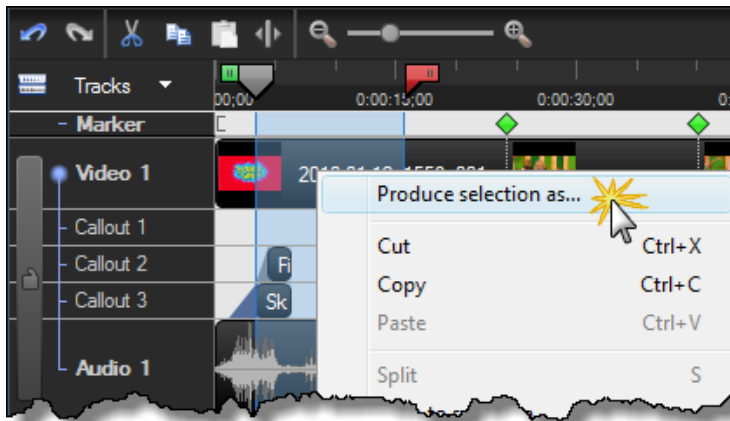 Tracks
00;00
0:00:15;00
0:00:30;00
Marker
Video 1
Produce selection as...
Callout 1
Cut Ctrl+X
Callout 2
Fi
Copy Ctrl+C
Callout 3
Sk
Paste Ctrl+V
Audio 1
Split S